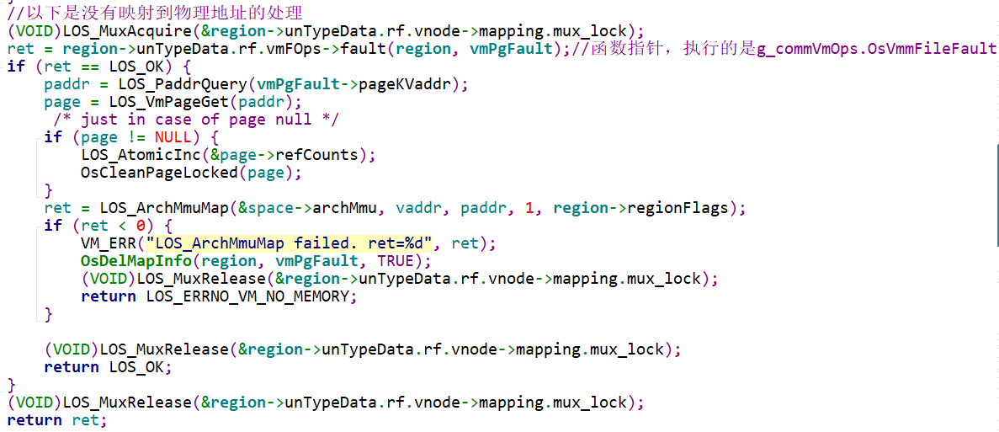 //以下是没有映射到物理地址的处理
(VOID)LOS_MuxAcquire(&region->unTypeData.rf.vnode->mapping.mux_lock);
ret = region->unTypeData.rf.vmFOps->fault(region, vmPgFault);//函数指针，执行的是g_commVmOps.OsVmmFileFault
if (ret == LOS_OK) {
    paddr = LOS_PaddrQuery(vmPgFault->pageKVaddr);
    page = LOS_VmPageGet(paddr);
     /* just in case of page null */
    if (page != NULL) {
        LOS_AtomicInc(&page->refCounts);
        OsCleanPageLocked(page);
    }
    ret = LOS_ArchMmuMap(&space->archMmu, vaddr, paddr, 1, region->regionFlags);
    if (ret < 0) {
        VM_ERR("LOS_ArchMmuMap failed. ret=%d", ret);
        OsDelMapInfo(region, vmPgFault, TRUE);
        (VOID)LOS_MuxRelease(&region->unTypeData.rf.vnode->mapping.mux_lock);
        return LOS_ERRNO_VM_NO_MEMORY;
    }

    (VOID)LOS_MuxRelease(&region->unTypeData.rf.vnode->mapping.mux_lock);
    return LOS_OK;
}
(VOID)LOS_MuxRelease(&region->unTypeData.rf.vnode->mapping.mux_lock);
return ret;